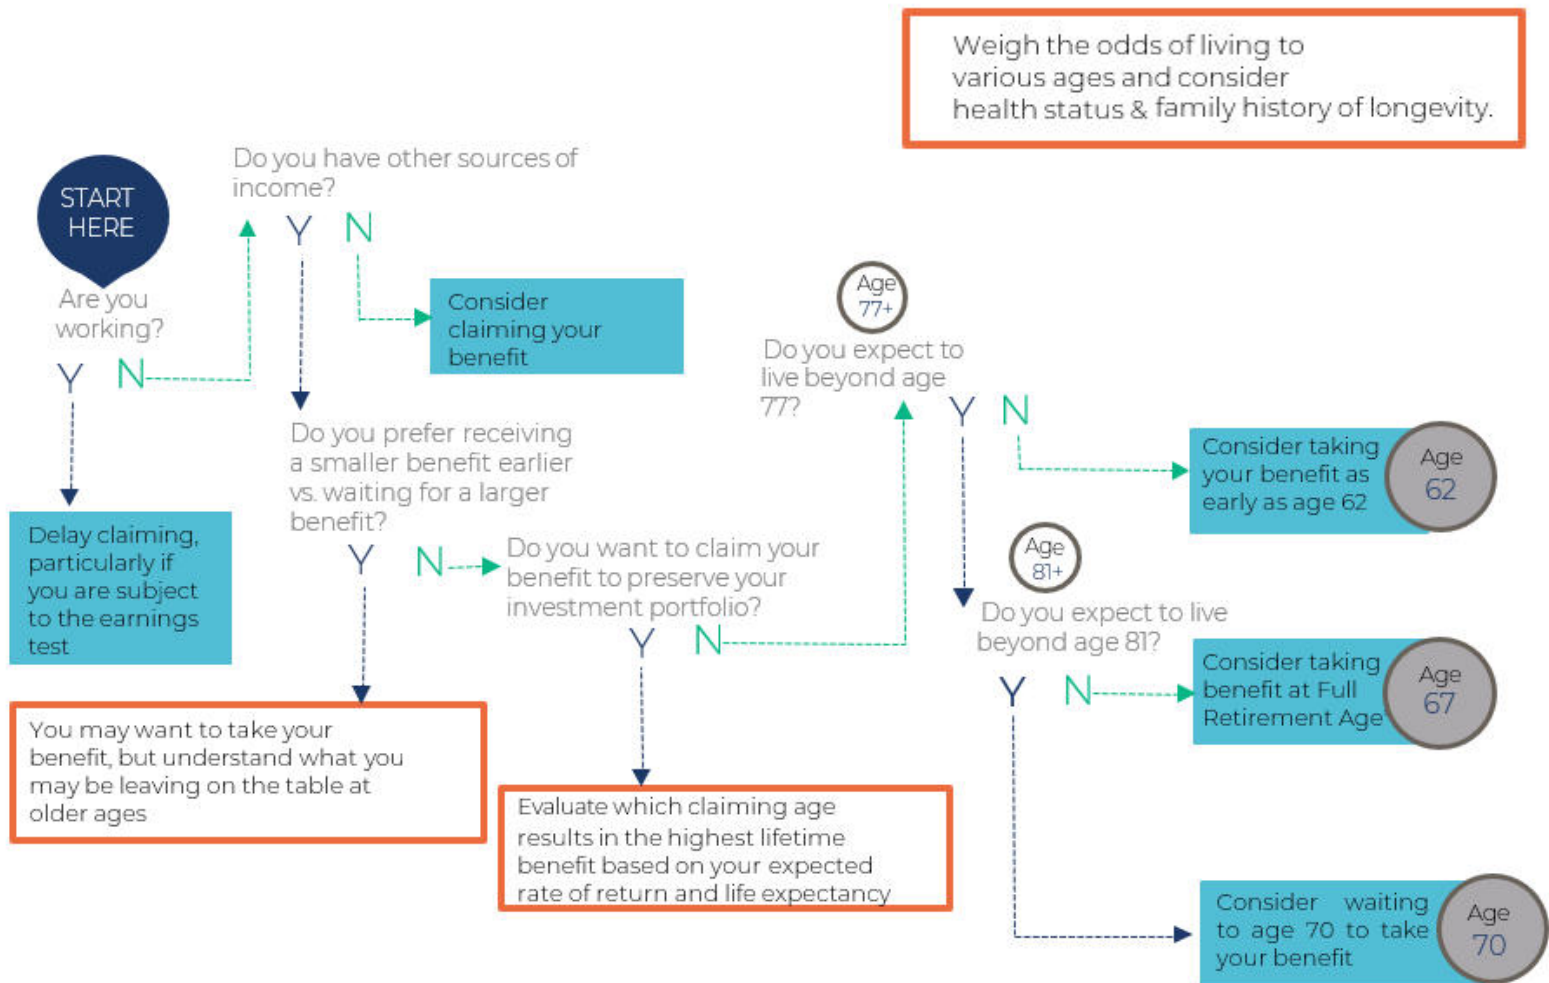 Weigh the odds of living to
various ages and consider
health status & family history of longevity.
START
HERE
Are you
working?
Y N
Delay claiming,
particularly if
you are subject
to the earnings
test
Do you have other sources of
income?
Y N
Consider
claiming your
benefit
Do you prefer receiving
a smaller benefit earlier
vs. waiting for a larger
benefit?
Y N
You may want to take your
benefit, but understand what you
may be leaving on the table at
older ages
Do you want to claim your
benefit to preserve your
investment portfolio?
Y N
Evaluate which claiming age
results in the highest lifetime
benefit based on your expected
rate of return and life expectancy
Age
77+
Do you expect to
live beyond age
77?
Y N
Consider taking
your benefit as
early as age 62
Age
62
Age
81+
Do you expect to live
beyond age 81?
Y N
Consider taking
benefit at Full
Retirement Age
Age
67
Consider waiting
to age 70 to take
your benefit
Age
70